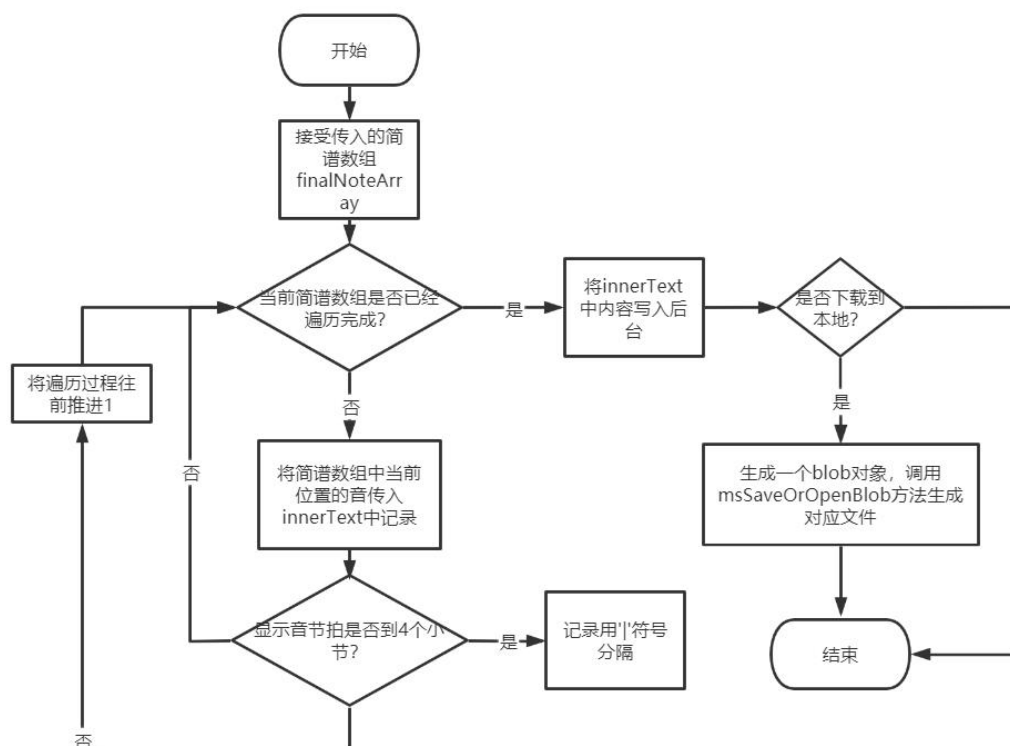 开始
接受传入的简
谱数组
finalNoteArr
ay
当前简谱数组是否已经
遍历完成？
是
将innerText
中内容写入后
台
是否下载到
本地？
将遍历过程往
前推进1
否
是
否
将简谱数组中当前
位置的音传入
innerText中记录
生成一个blob对象，调用
msSaveOrOpenBlob方法生成
对应文件
显示音节拍是否到4个小
节？
是
记录用'|'符号
分隔
结束
否